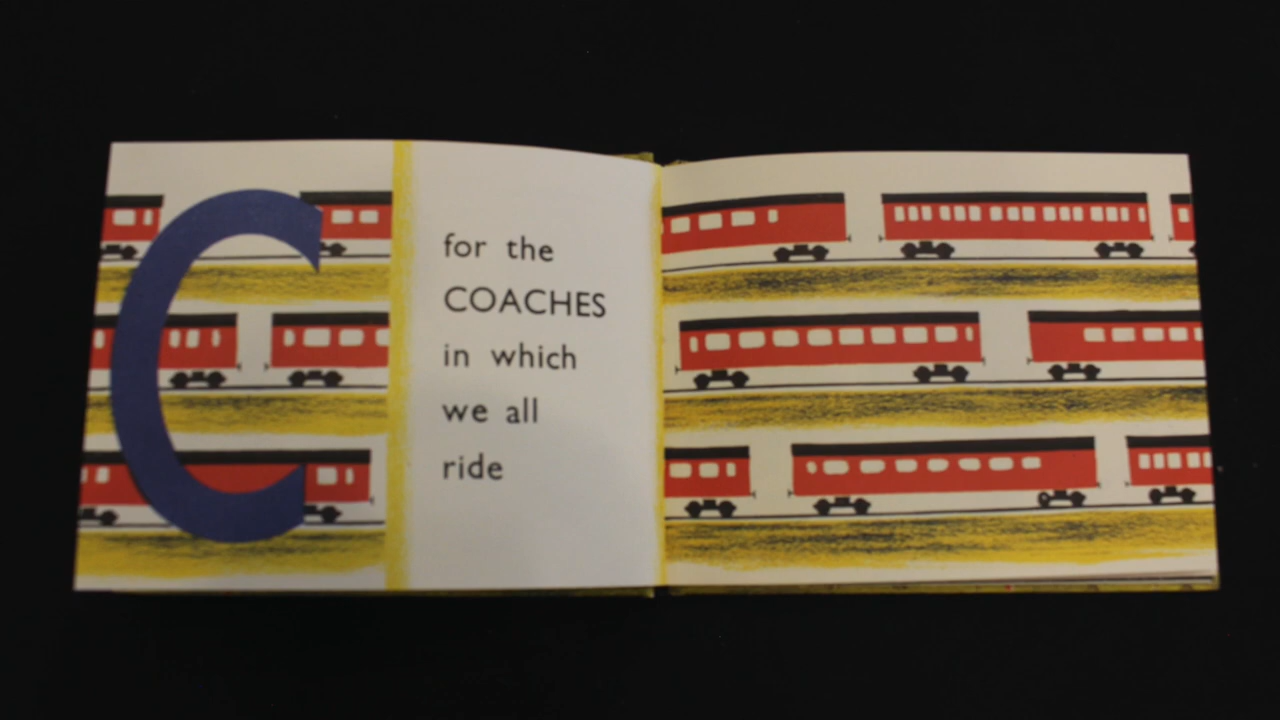 C
for the
COACHES
in which
we all
ride